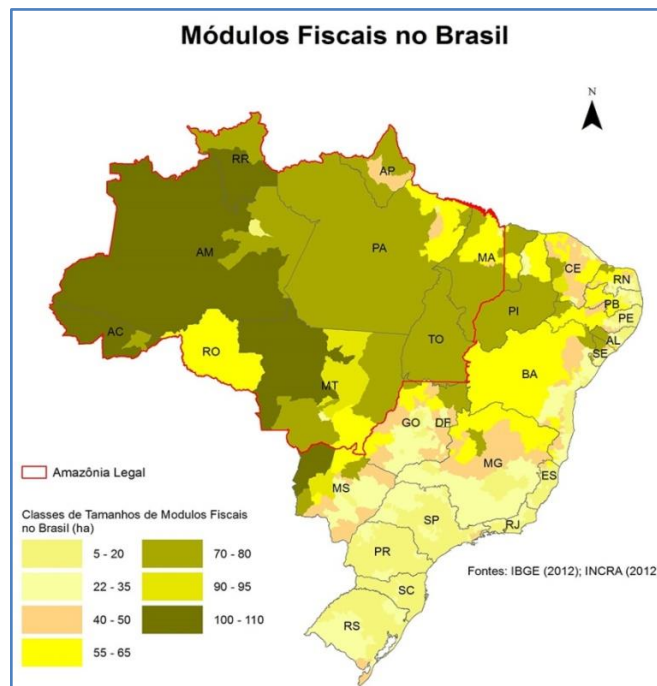 Módulos Fiscais no Brasil
N
RR
AP
AM
PA
MA
CE
RN
PB
PE
AL
SE
PI
AC
TO
RO
BA
MT
GO
DF
MG
ES
MS
SP
RJ
PR
SC
RS
Amazônia Legal
Classes de Tamanhos de Modulos Fiscais
no Brasil (ha)
5 - 20
22 - 35
40 - 50
55 - 65
70 - 80
90 - 95
100 - 110
Fontes: IBGE (2012); INCRA (2012